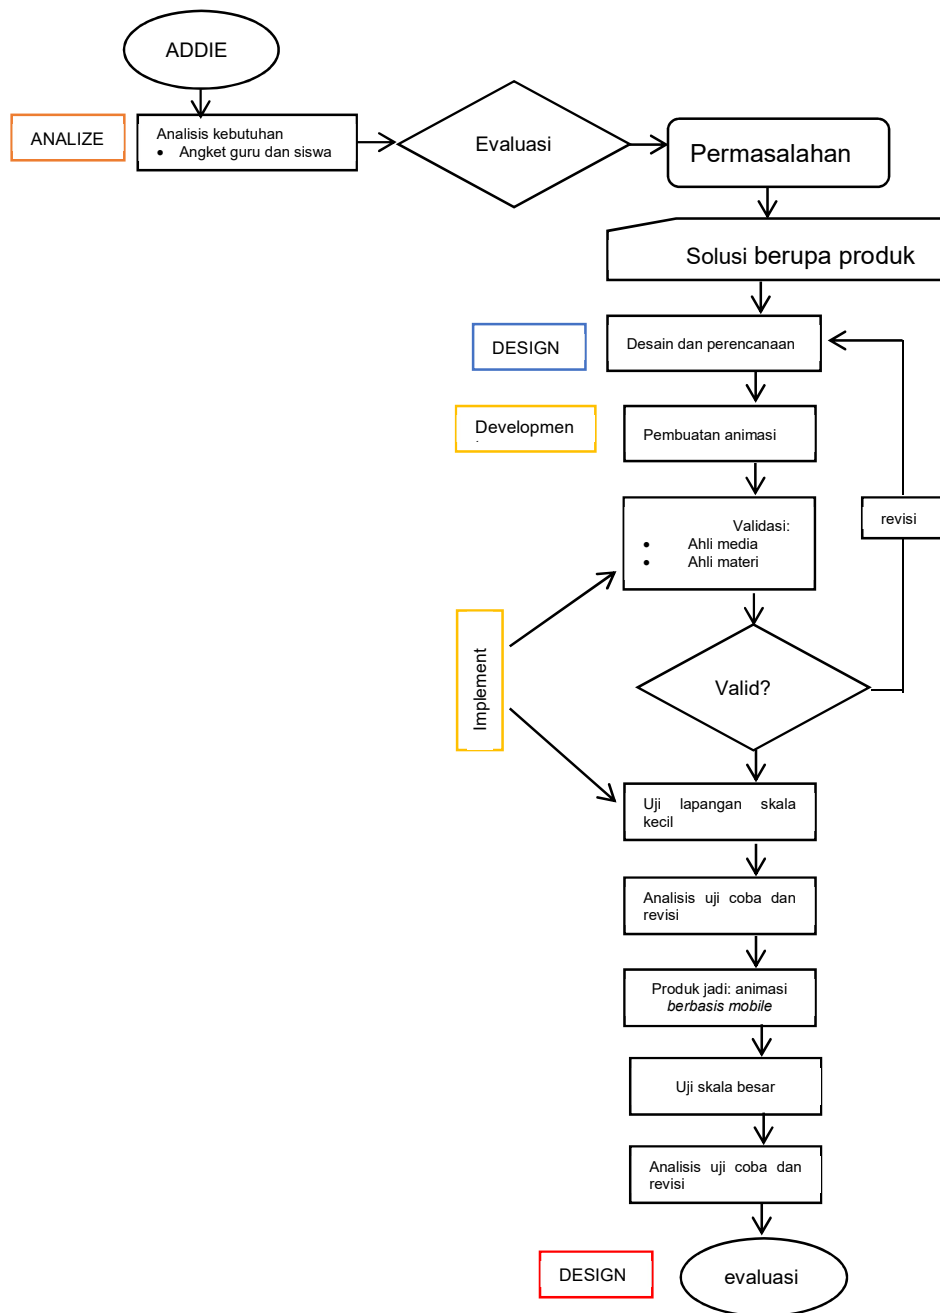 ADDIE
ANALIZE
Analisis kebutuhan
• Angket guru dan siswa
Evaluasi
Permasalahan
Solusi berupa produk
DESIGN
Desain dan perencanaan
Developmen
Pembuatan animasi
Validasi:
• Ahli media
• Ahli materi
revisi
Implement
Valid?
Uji lapangan skala
kecil
Analisis uji coba dan
revisi
Produk jadi: animasi
berbasis mobile
Uji skala besar
Analisis uji coba dan
revisi
DESIGN
evaluasi